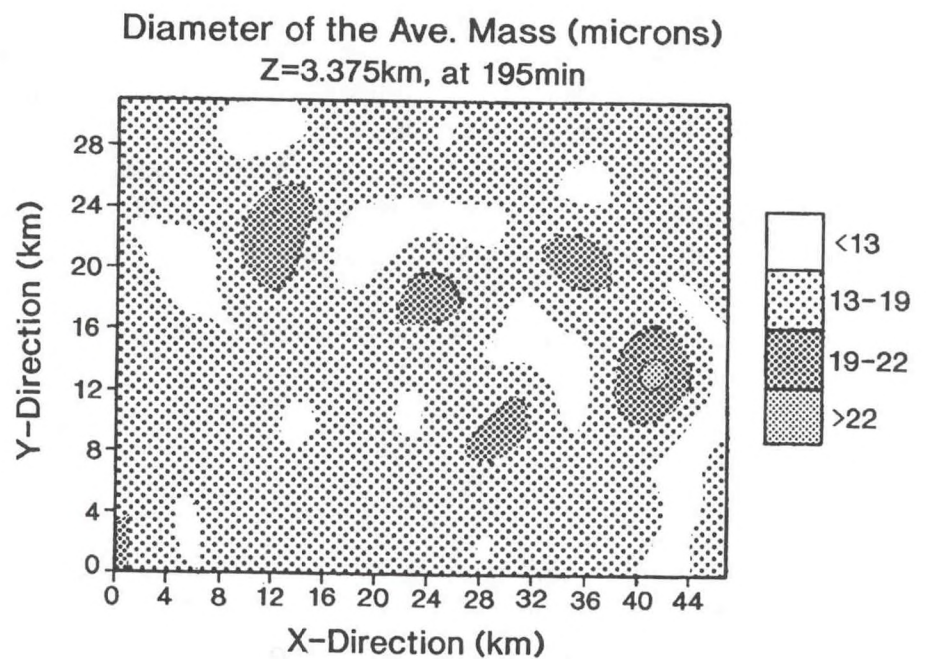 Diameter of the Ave. Mass (microns)
Z=3.375km, at 195min
Y-Direction (km)
28
24
20
16
12
8
4
0
0 4 8 12 16 20 24 28 32 36 40 44
X-Direction (km)
<13
13-19
19-22
>22